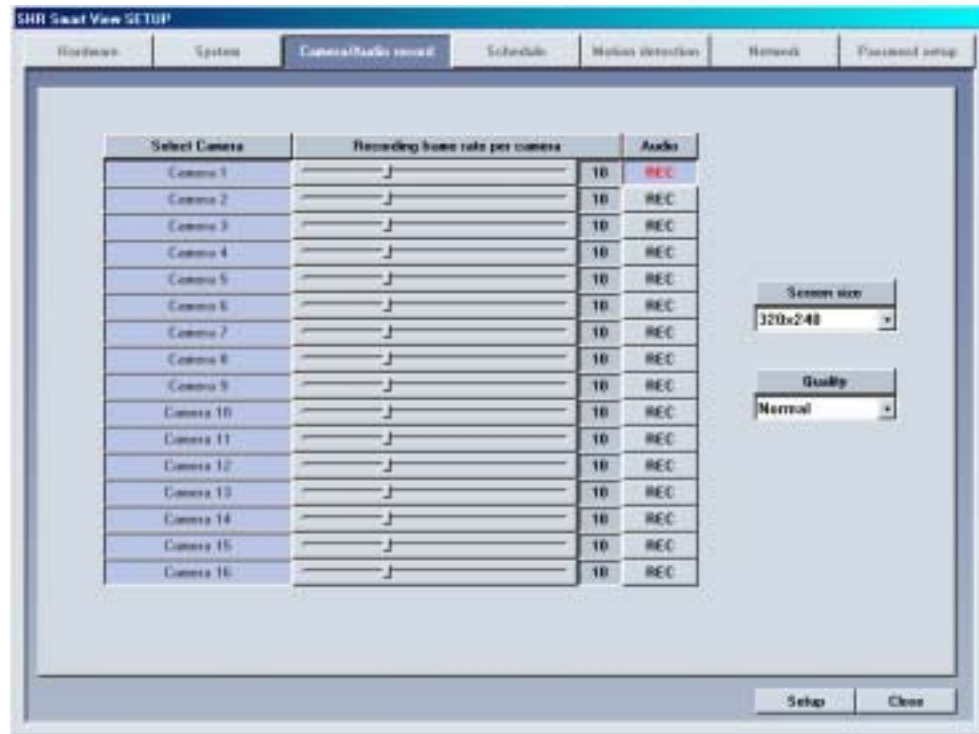 SHR Smart View SETUP
Hardware System Camera/Audio record Schedule Motion detection Network Password setup
Select Camera Recording frame rate per camera Audio
Camera 1 10 REC
Camera 2 10 REC
Camera 3 10 REC
Camera 4 10 REC
Camera 5 10 REC
Camera 6 10 REC
Camera 7 10 REC
Camera 8 10 REC
Camera 9 10 REC
Camera 10 10 REC
Camera 11 10 REC
Camera 12 10 REC
Camera 13 10 REC
Camera 14 10 REC
Camera 15 10 REC
Camera 16 10 REC
Screen size
320x240
Quality
Normal
Setup Close